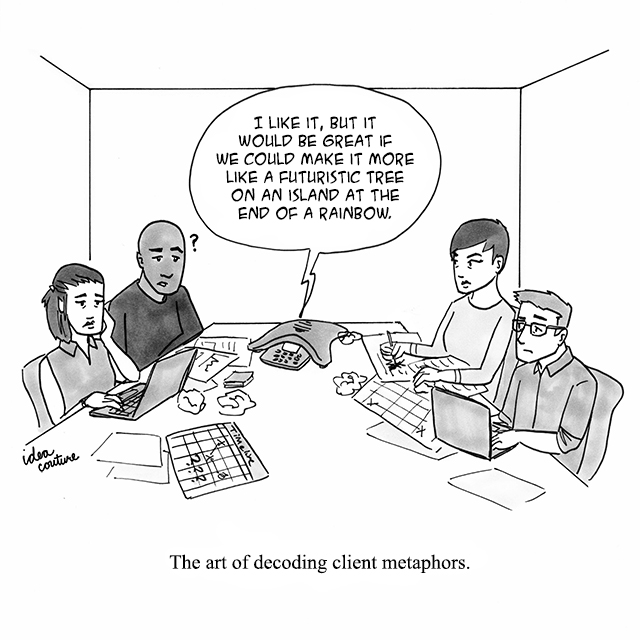 I LIKE IT, BUT IT
WOULD BE GREAT IF
WE COULD MAKE IT MORE
LIKE A FUTURISTIC TREE
ON AN ISLAND AT THE
END OF A RAINBOW.
?
idea
couture
Timeline
???
X
The art of decoding client metaphors.